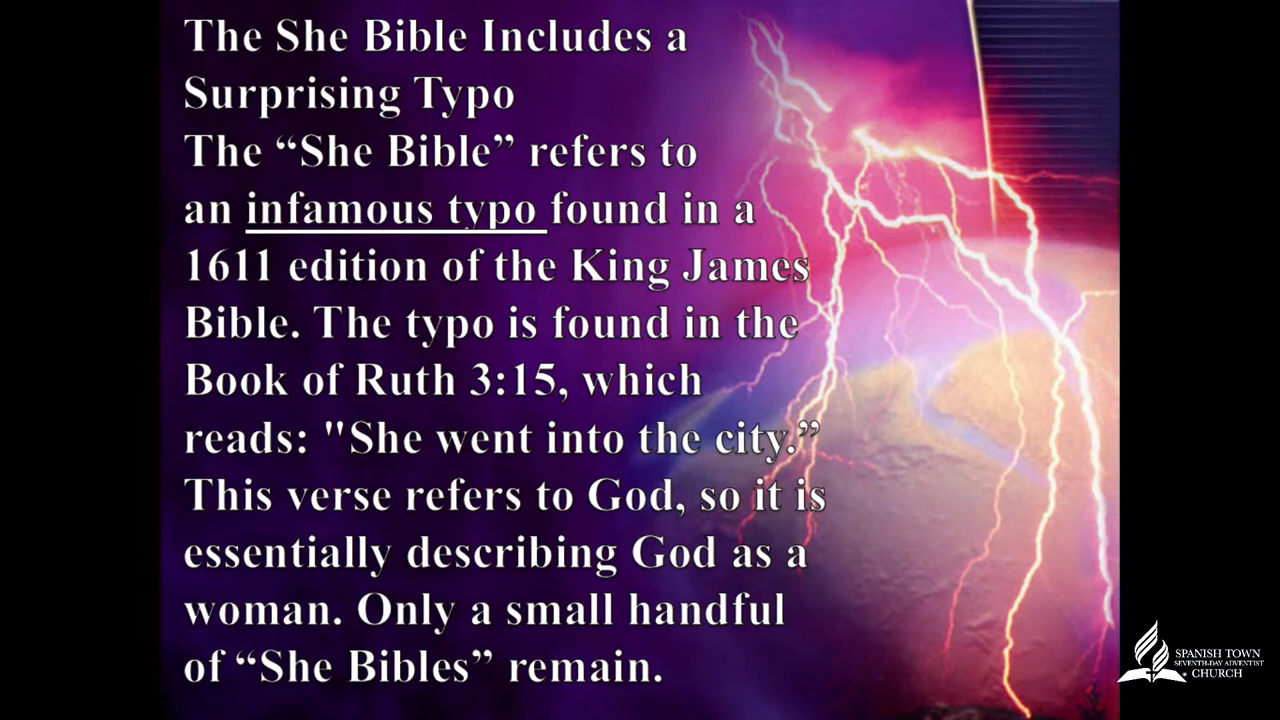 The She Bible Includes a
Surprising Typo
The “She Bible” refers to
an infamous typo found in a
1611 edition of the King James
Bible. The typo is found in the
Book of Ruth 3:15, which
reads: "She went into the city.”
This verse refers to God, so it is
essentially describing God as a
woman. Only a small handful
of “She Bibles” remain.
SPANISH TOWN
SEVENTH-DAY ADVENTIST
CHURCH